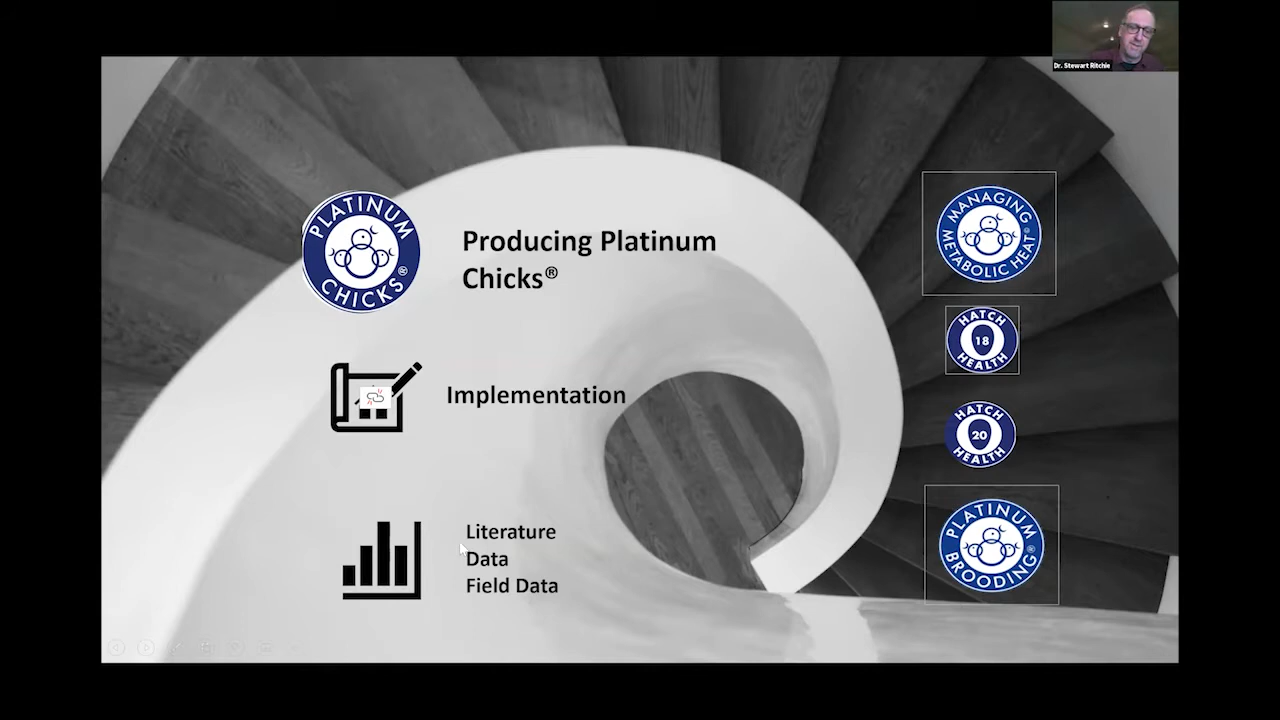 Dr. Stewart Ritchie
PLATINUM
CHICKS®
Producing Platinum
Chicks®
Implementation
Literature
Data
Field Data
MANAGING
METABOLIC HEAT®
HATCH
18
HEALTH
HATCH
20
HEALTH
PLATINUM
BROODING®